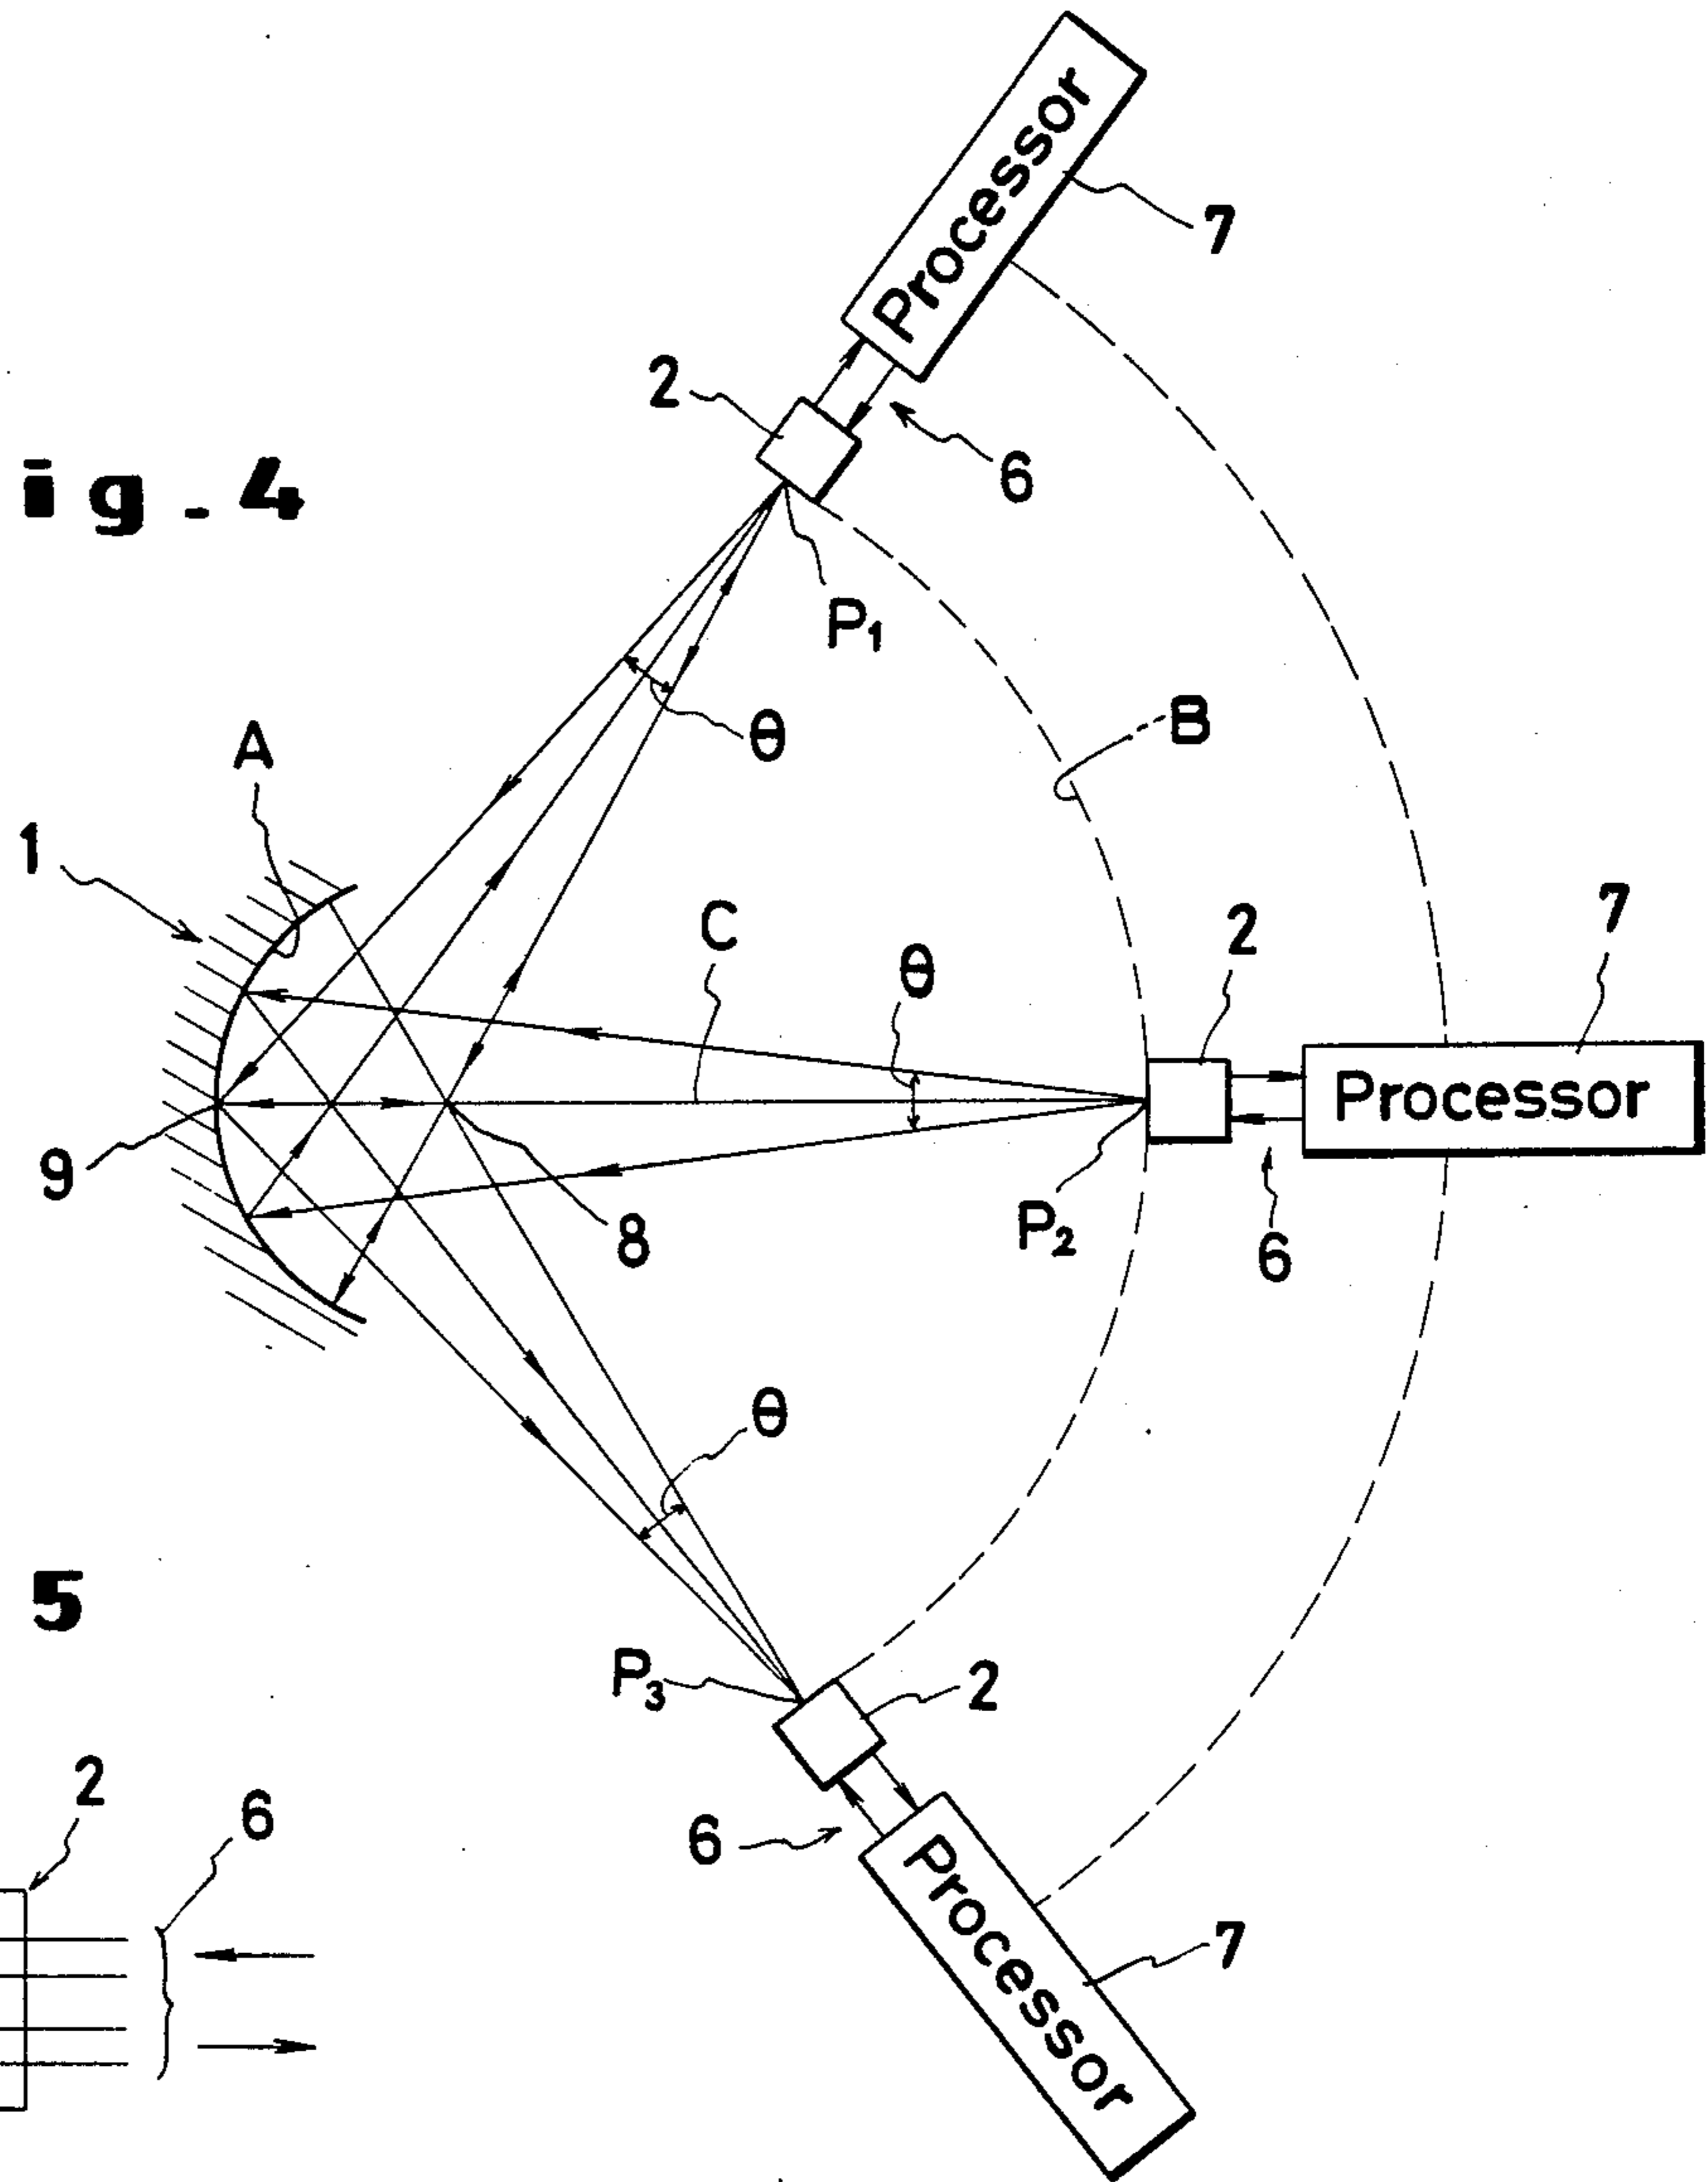 Processor
7
2
6
ig.4
P₁
θ
B
A
1
C
θ
2
7
Processor
9
8
P₂
6
θ
5
P₃
2
2
6
6
Processor
7